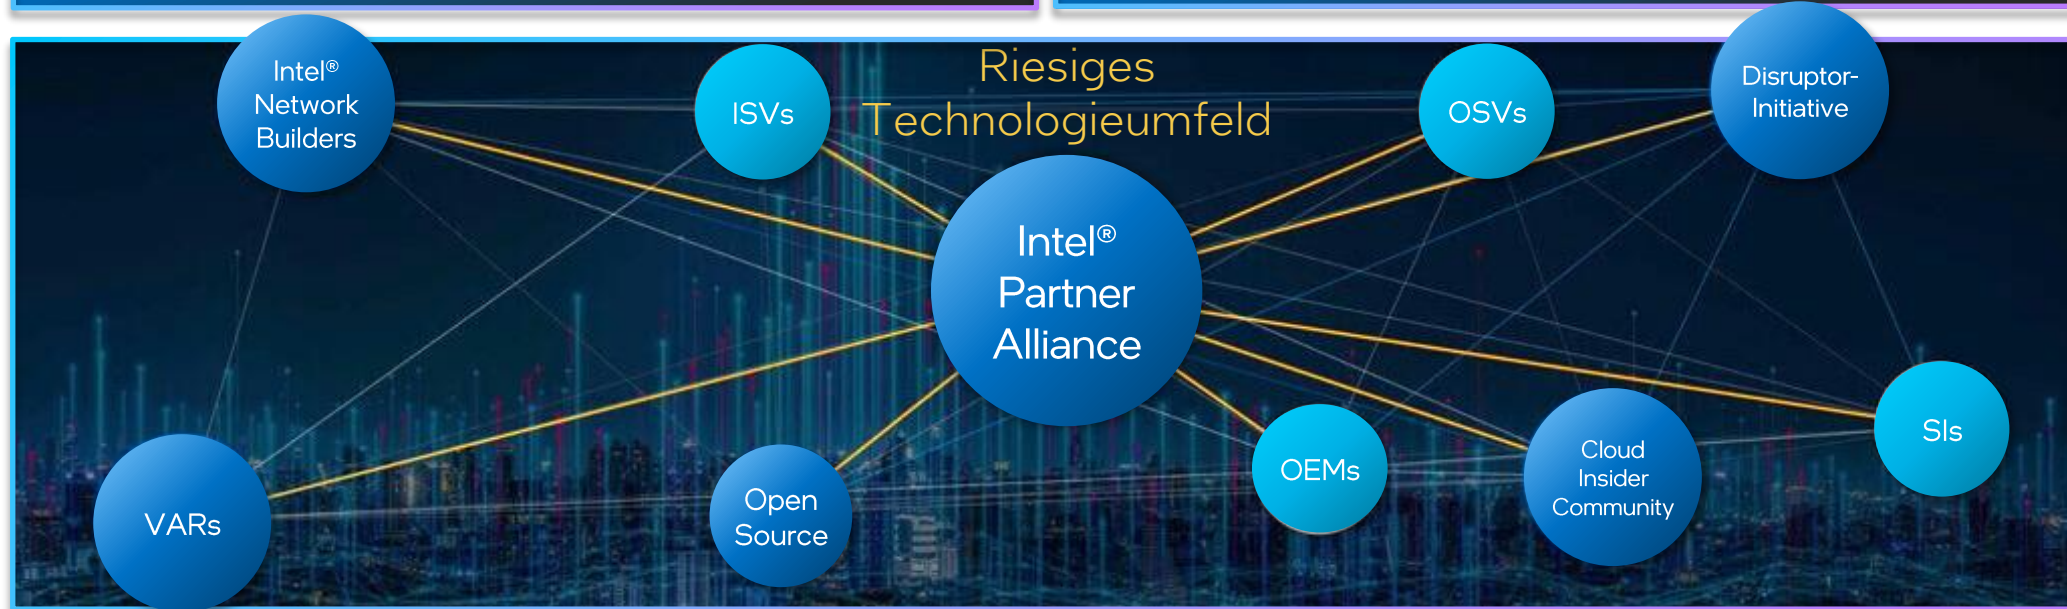 Riesiges
Technologieumfeld
Intel®
Network
Builders
ISVs
OSVs
Disruptor-
Initiative
Intel®
Partner
Alliance
VARs
Open
Source
OEMs
Cloud
Insider
Community
SIs